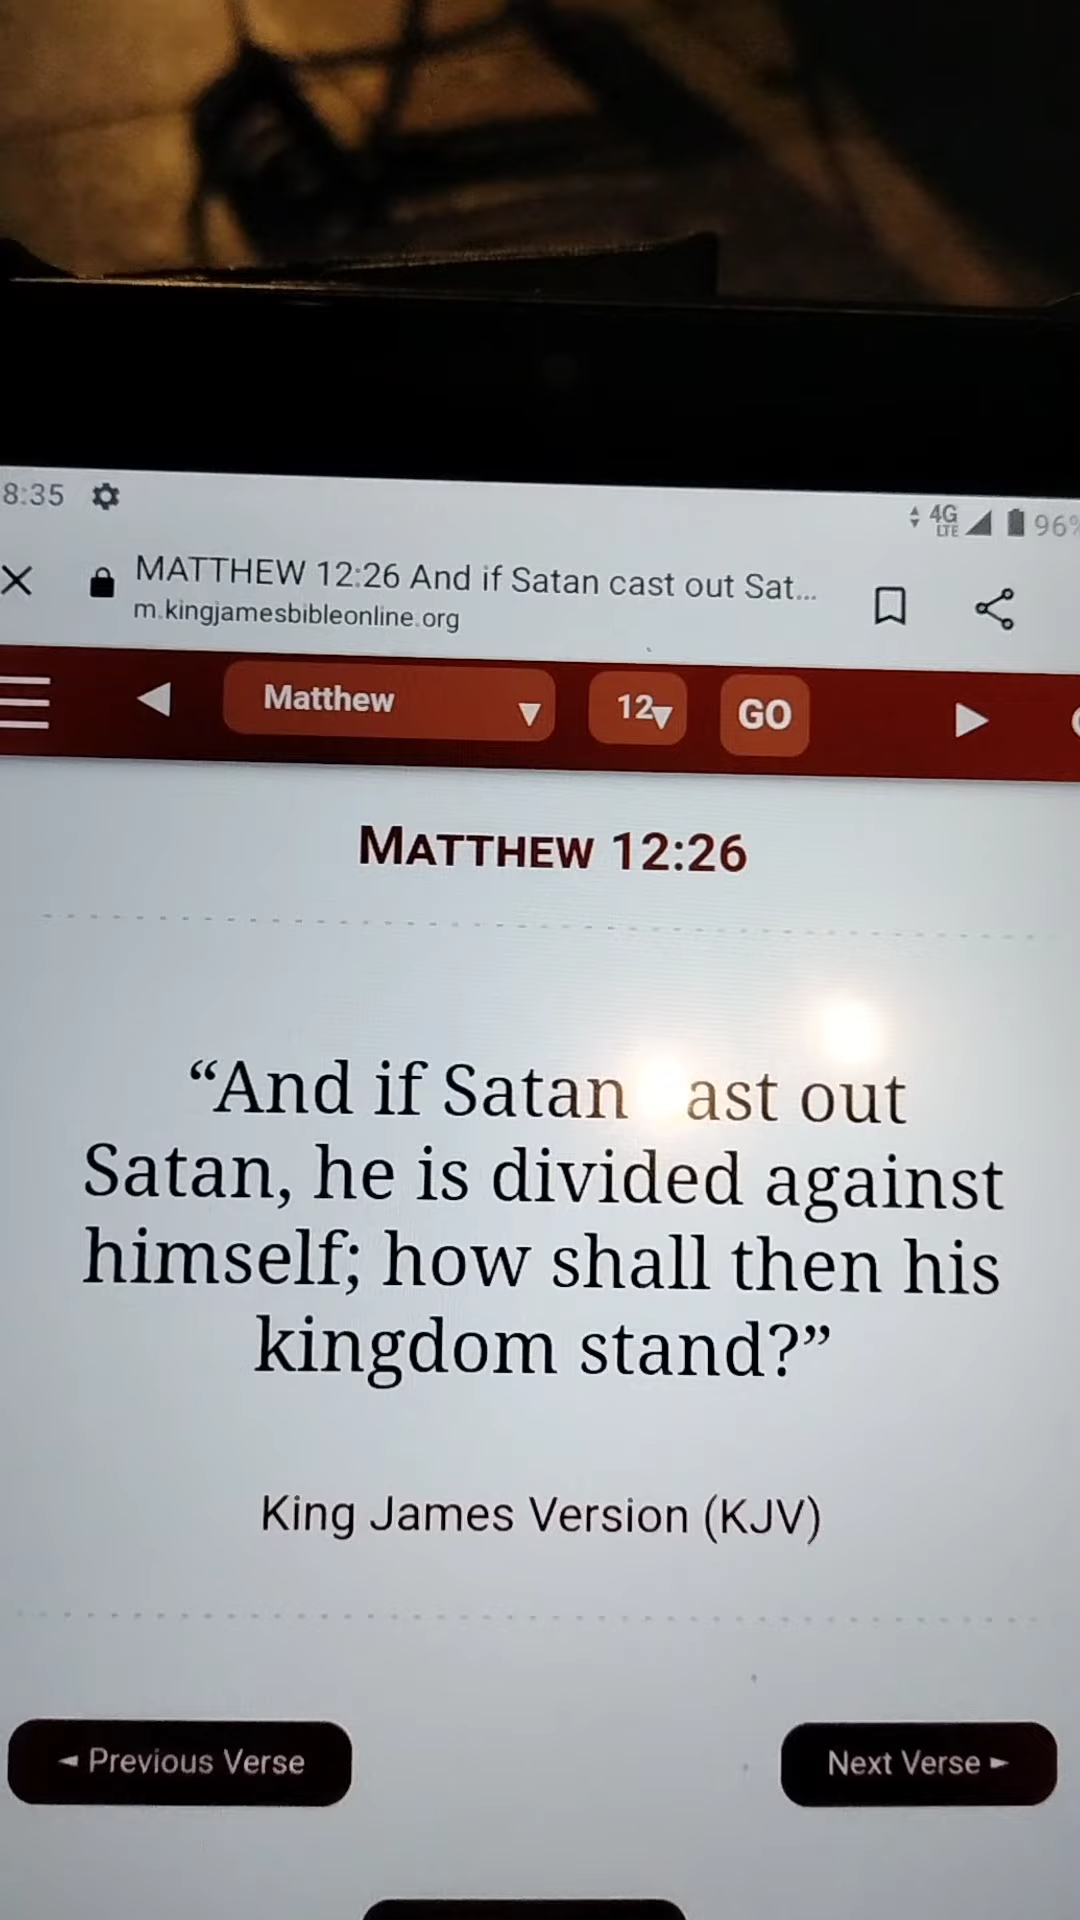 8:35 4G LTE 96%
MATTHEW 12:26 And if Satan cast out Sat...
m.kingjamesbibleonline.org
Matthew 12 GO
MATTHEW 12:26
“And if Satan ast out
Satan, he is divided against
himself; how shall then his
kingdom stand?”
King James Version (KJV)
◄ Previous Verse Next Verse ►